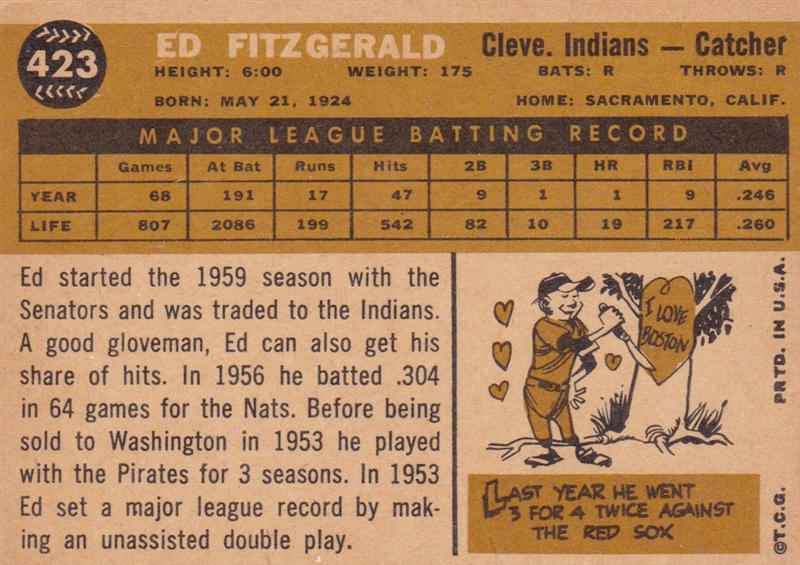 423
ED FITZGERALD Cleve. Indians — Catcher
HEIGHT: 6:00 WEIGHT: 175 BATS: R THROWS: R
BORN: MAY 21, 1924 HOME: SACRAMENTO, CALIF.
MAJOR LEAGUE BATTING RECORD
Games At Bat Runs Hits 2B 3B HR RBI Avg
YEAR 68 191 17 47 9 1 1 9 .246
LIFE 807 2086 199 542 82 10 19 217 .260
Ed started the 1959 season with the
Senators and was traded to the Indians.
A good gloveman, Ed can also get his
share of hits. In 1956 he batted .304
in 64 games for the Nats. Before being
sold to Washington in 1953 he played
with the Pirates for 3 seasons. In 1953
Ed set a major league record by mak-
ing an unassisted double play.
I LOVE
BOSTON
LAST YEAR HE WENT
3 FOR 4 TWICE AGAINST
THE RED SOX
©T.C.G. PRTD. IN U.S.A.